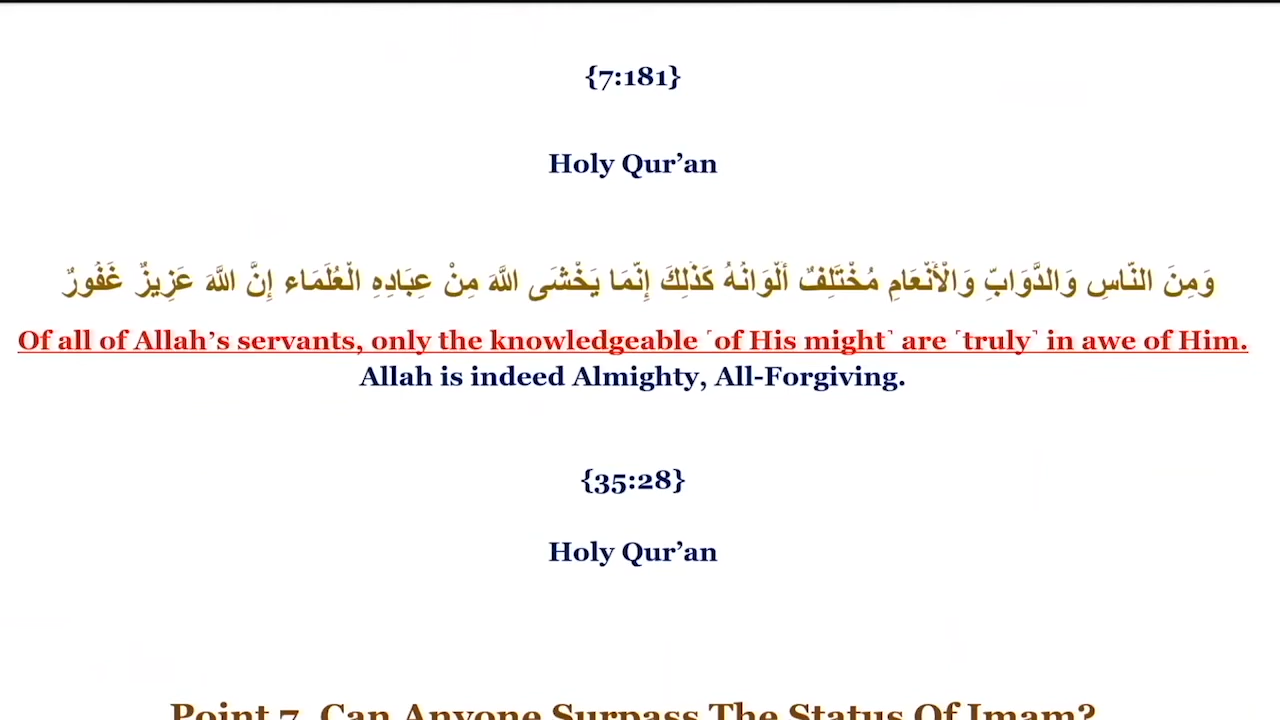 {7:181}
Holy Qur’an
وَمِنَ النَّاسِ وَالدَّوَابِّ وَالْأَنْعَامِ مُخْتَلِفٌ أَلْوَانُهُ كَذَٰلِكَ إِنَّمَا يَخْشَى اللَّهَ مِنْ عِبَادِهِ الْعُلَمَاء إِنَّ اللَّهَ عَزِيزٌ غَفُورٌ
Of all of Allah’s servants, only the knowledgeable ˹of His might˺ are ˹truly˺ in awe of Him.
Allah is indeed Almighty, All-Forgiving.
{35:28}
Holy Qur’an
Point 7. Can Anyone Surpass The Status Of Imam?